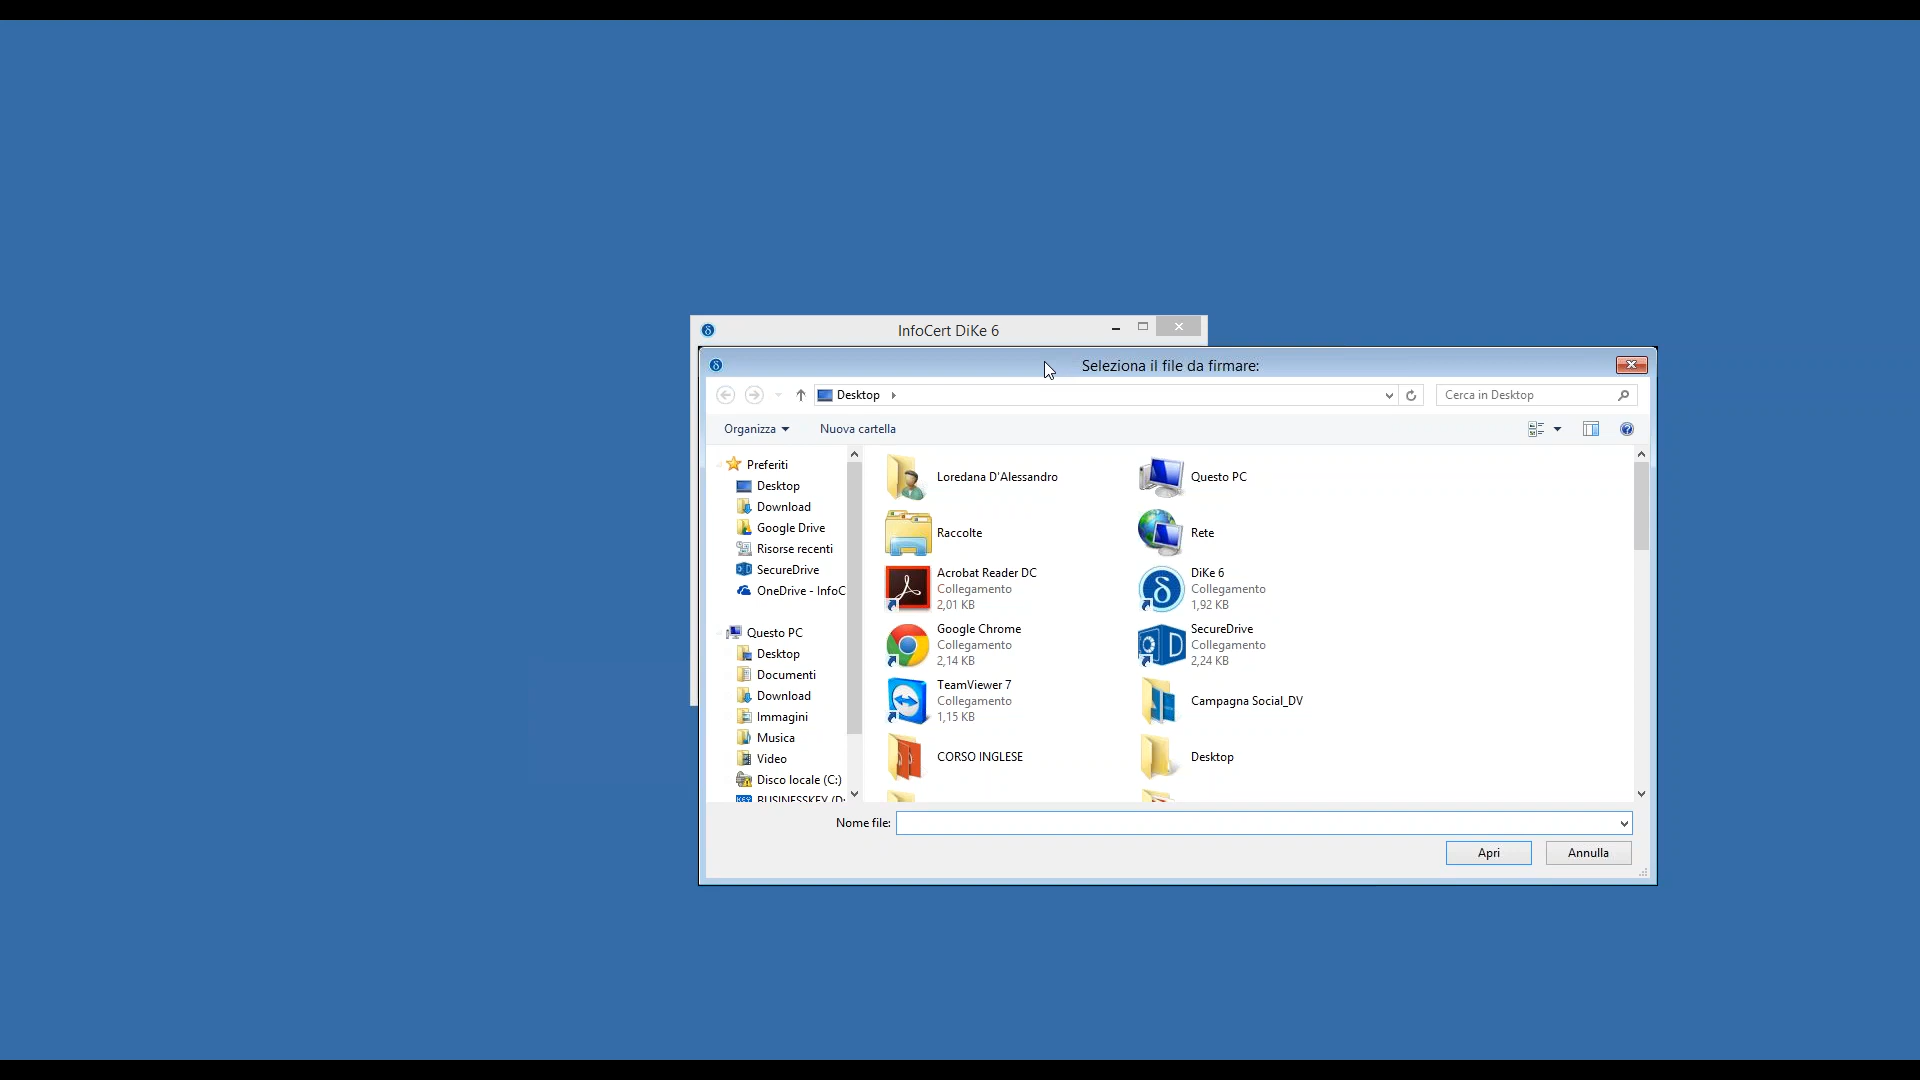 InfoCert DiKe 6
Seleziona il file da firmare:
Desktop
Cerca in Desktop
Organizza
Nuova cartella
Preferiti
Desktop
Download
Google Drive
Risorse recenti
SecureDrive
OneDrive - InfoC
Questo PC
Desktop
Documenti
Download
Immagini
Musica
Video
Disco locale (C:)
BUSINESSKEY (D:
Loredana D'Alessandro
Questo PC
Raccolte
Rete
Acrobat Reader DC
Collegamento
2,01 KB
DiKe 6
Collegamento
1,92 KB
Google Chrome
Collegamento
2,14 KB
SecureDrive
Collegamento
2,24 KB
TeamViewer 7
Collegamento
1,15 KB
Campagna Social_DV
CORSO INGLESE
Desktop
Nome file:
Apri
Annulla